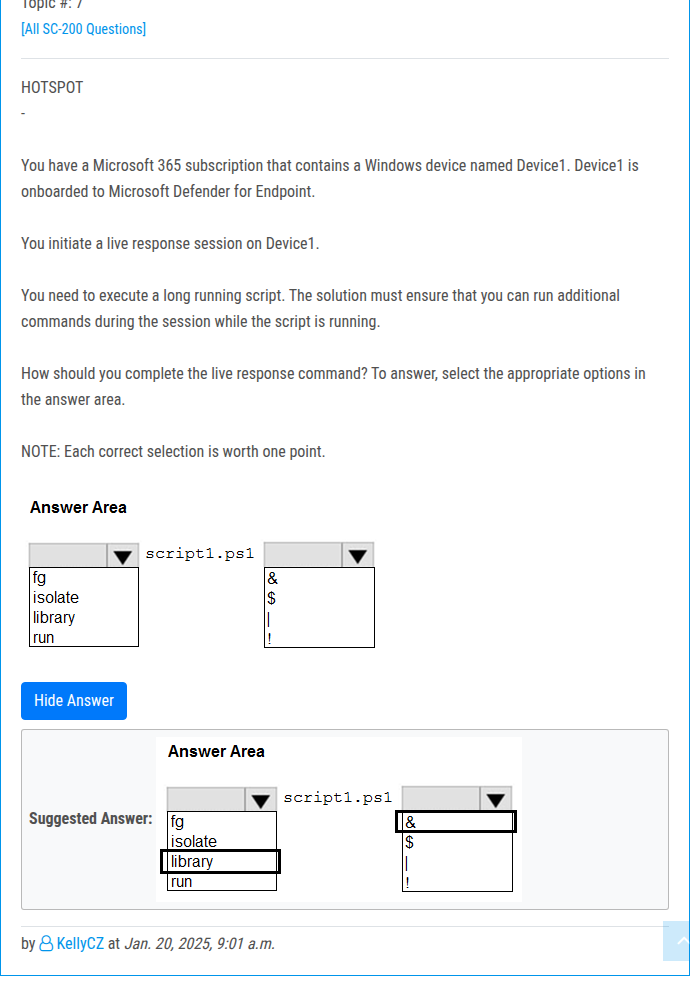 Topic #: 7
[All SC-200 Questions]
HOTSPOT
-
You have a Microsoft 365 subscription that contains a Windows device named Device1. Device1 is
onboarded to Microsoft Defender for Endpoint.
You initiate a live response session on Device1.
You need to execute a long running script. The solution must ensure that you can run additional
commands during the session while the script is running.
How should you complete the live response command? To answer, select the appropriate options in
the answer area.
NOTE: Each correct selection is worth one point.
Answer Area
script1.ps1
fg &
isolate $
library |
run !
Hide Answer
Answer Area
script1.ps1
Suggested Answer:
fg &
isolate $
library |
run !
by KellyCZ at Jan. 20, 2025, 9:01 a.m.